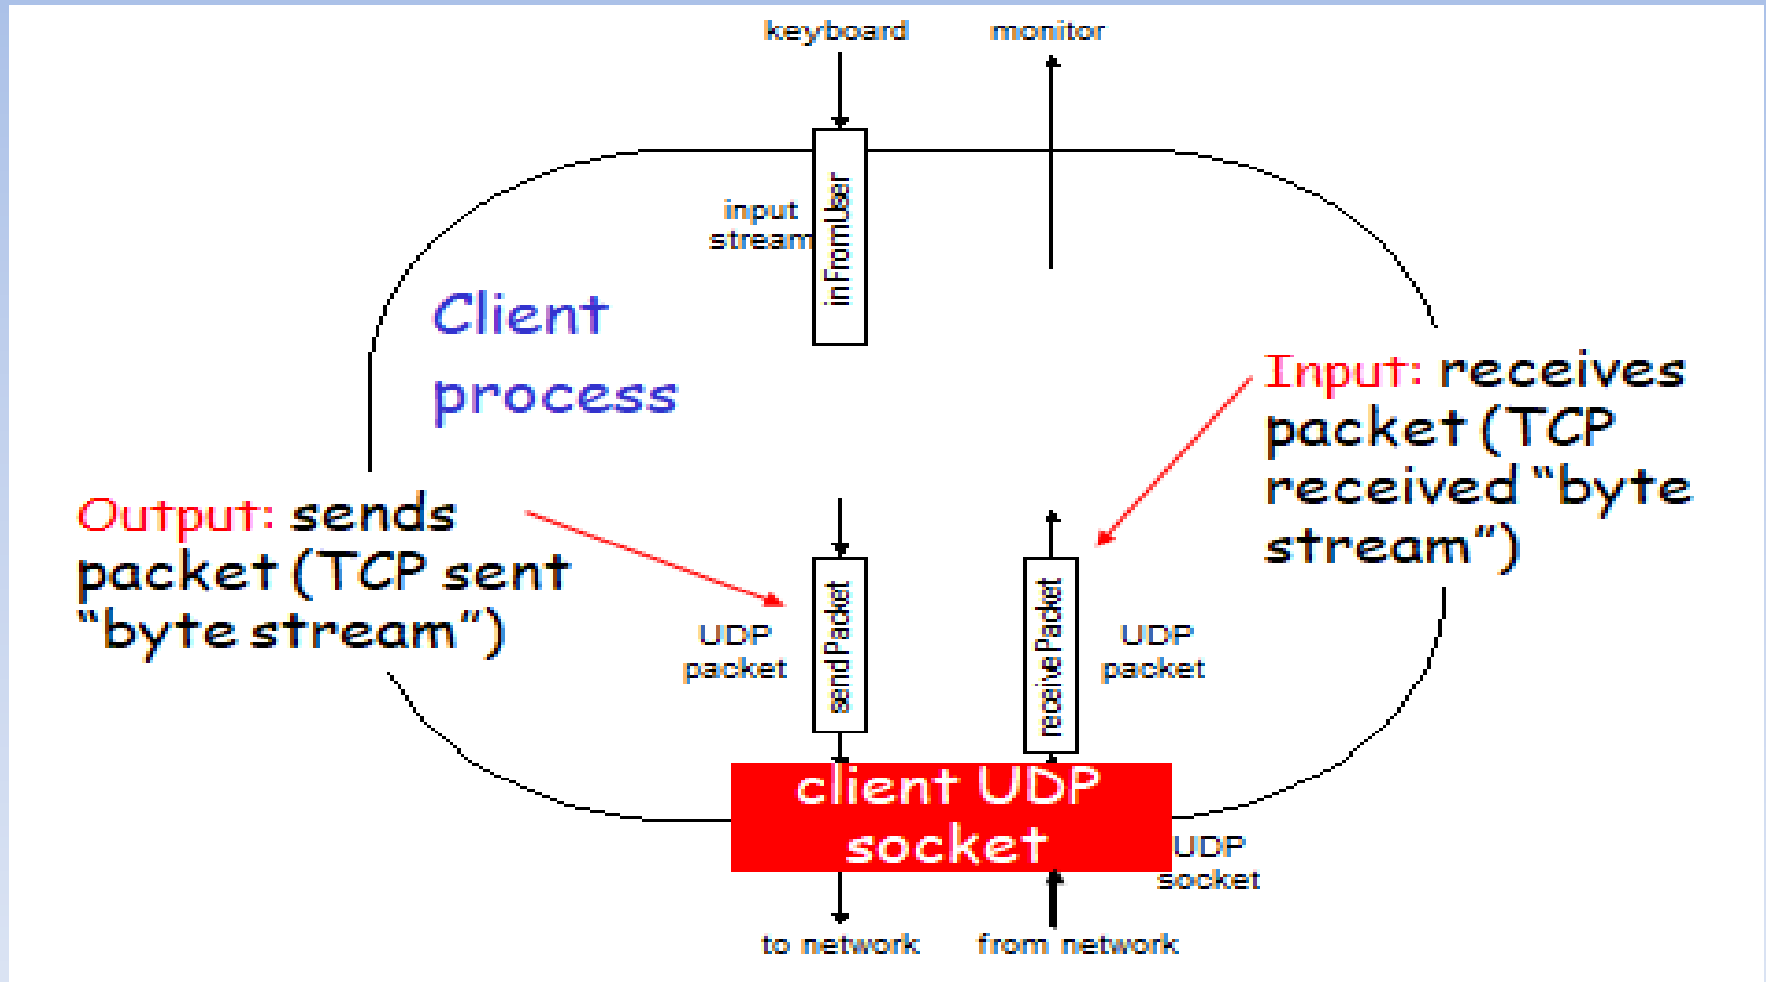 keyboard
monitor
input
stream
inFromUser
Client
process
Input: receives
packet (TCP
received “byte
stream”)
Output: sends
packet (TCP sent
“byte stream”)
UDP
packet
sendPacket
receivePacket
UDP
packet
client UDP
socket
UDP
socket
to network
from network